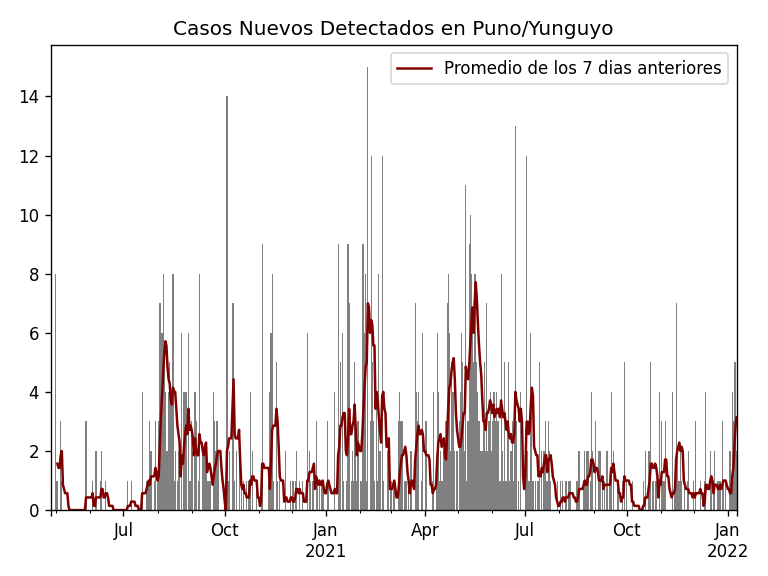 Casos Nuevos Detectados en Puno/Yunguyo
Promedio de los 7 dias anteriores
14
12
10
8
6
4
2
0
Jul
Oct
Jan
2021
Apr
Jul
Oct
Jan
2022